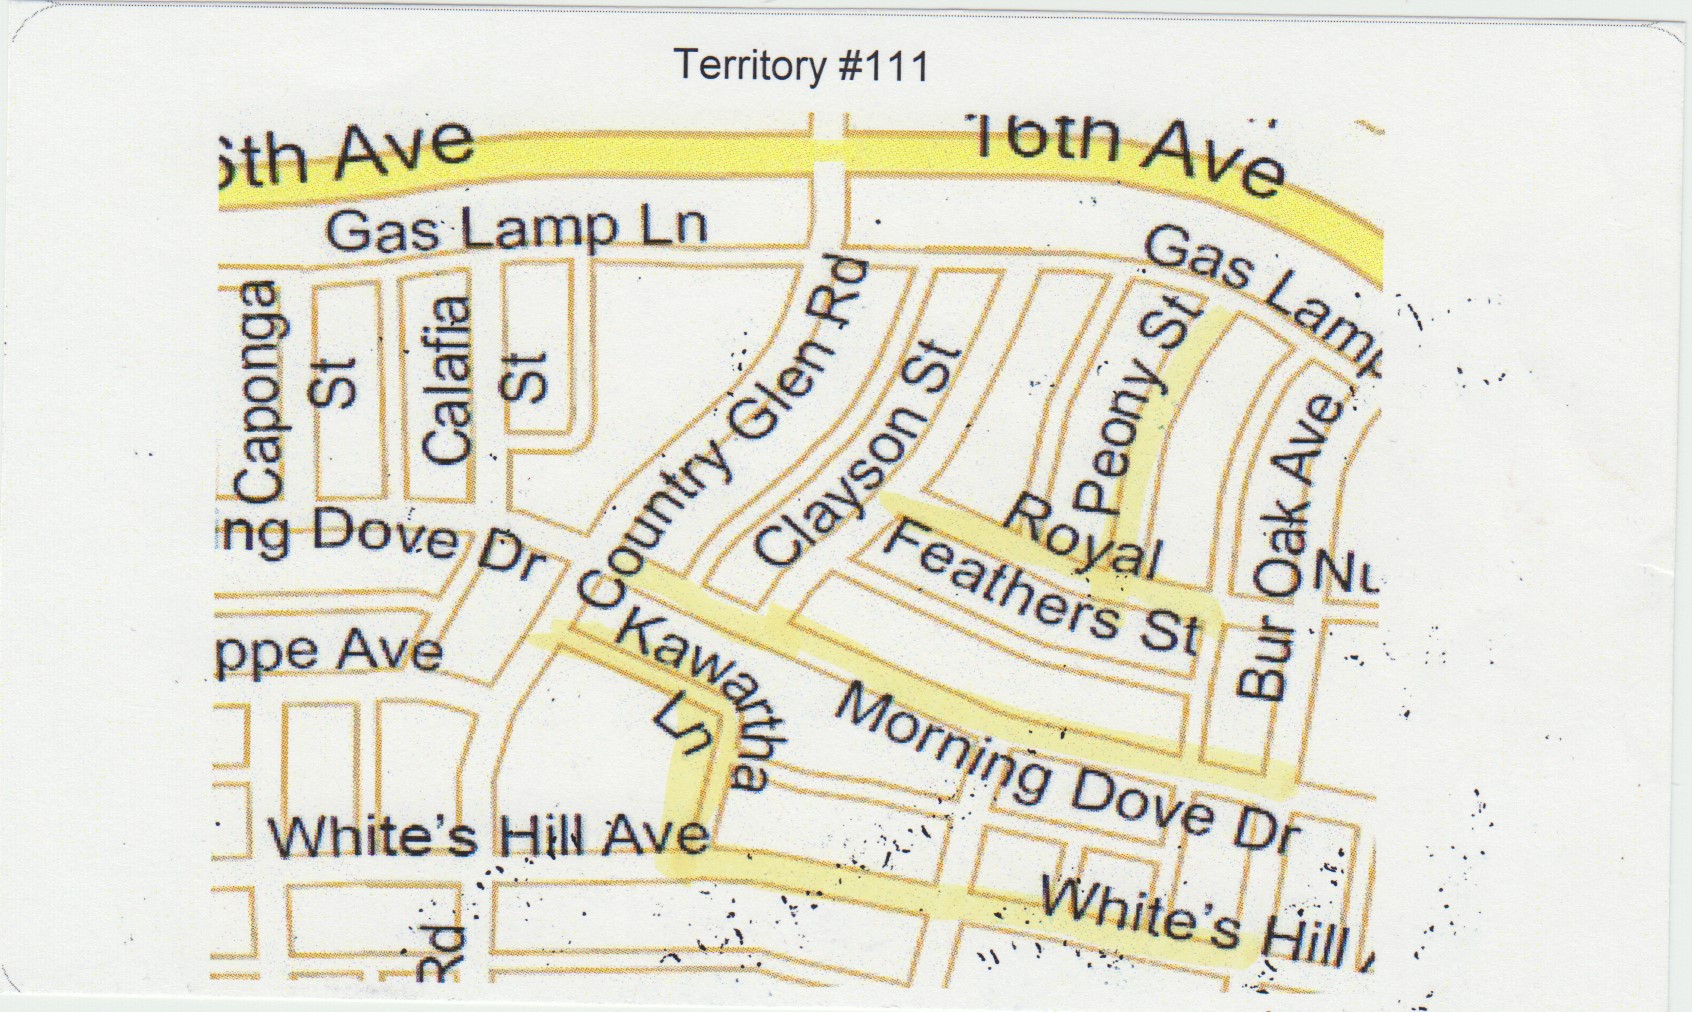 Territory #111
6th Ave
16th Ave
Gas Lamp Ln
Gas Lamp
Caponga
St
Calafia
St
Country Glen Rd
Clayson St
Peony St
Bur Oak Ave
Royal
Feathers St
Nu
ng Dove Dr
ppe Ave
Kawartha
Ln
Morning Dove Dr
White's Hill Ave
White's Hill
Rd